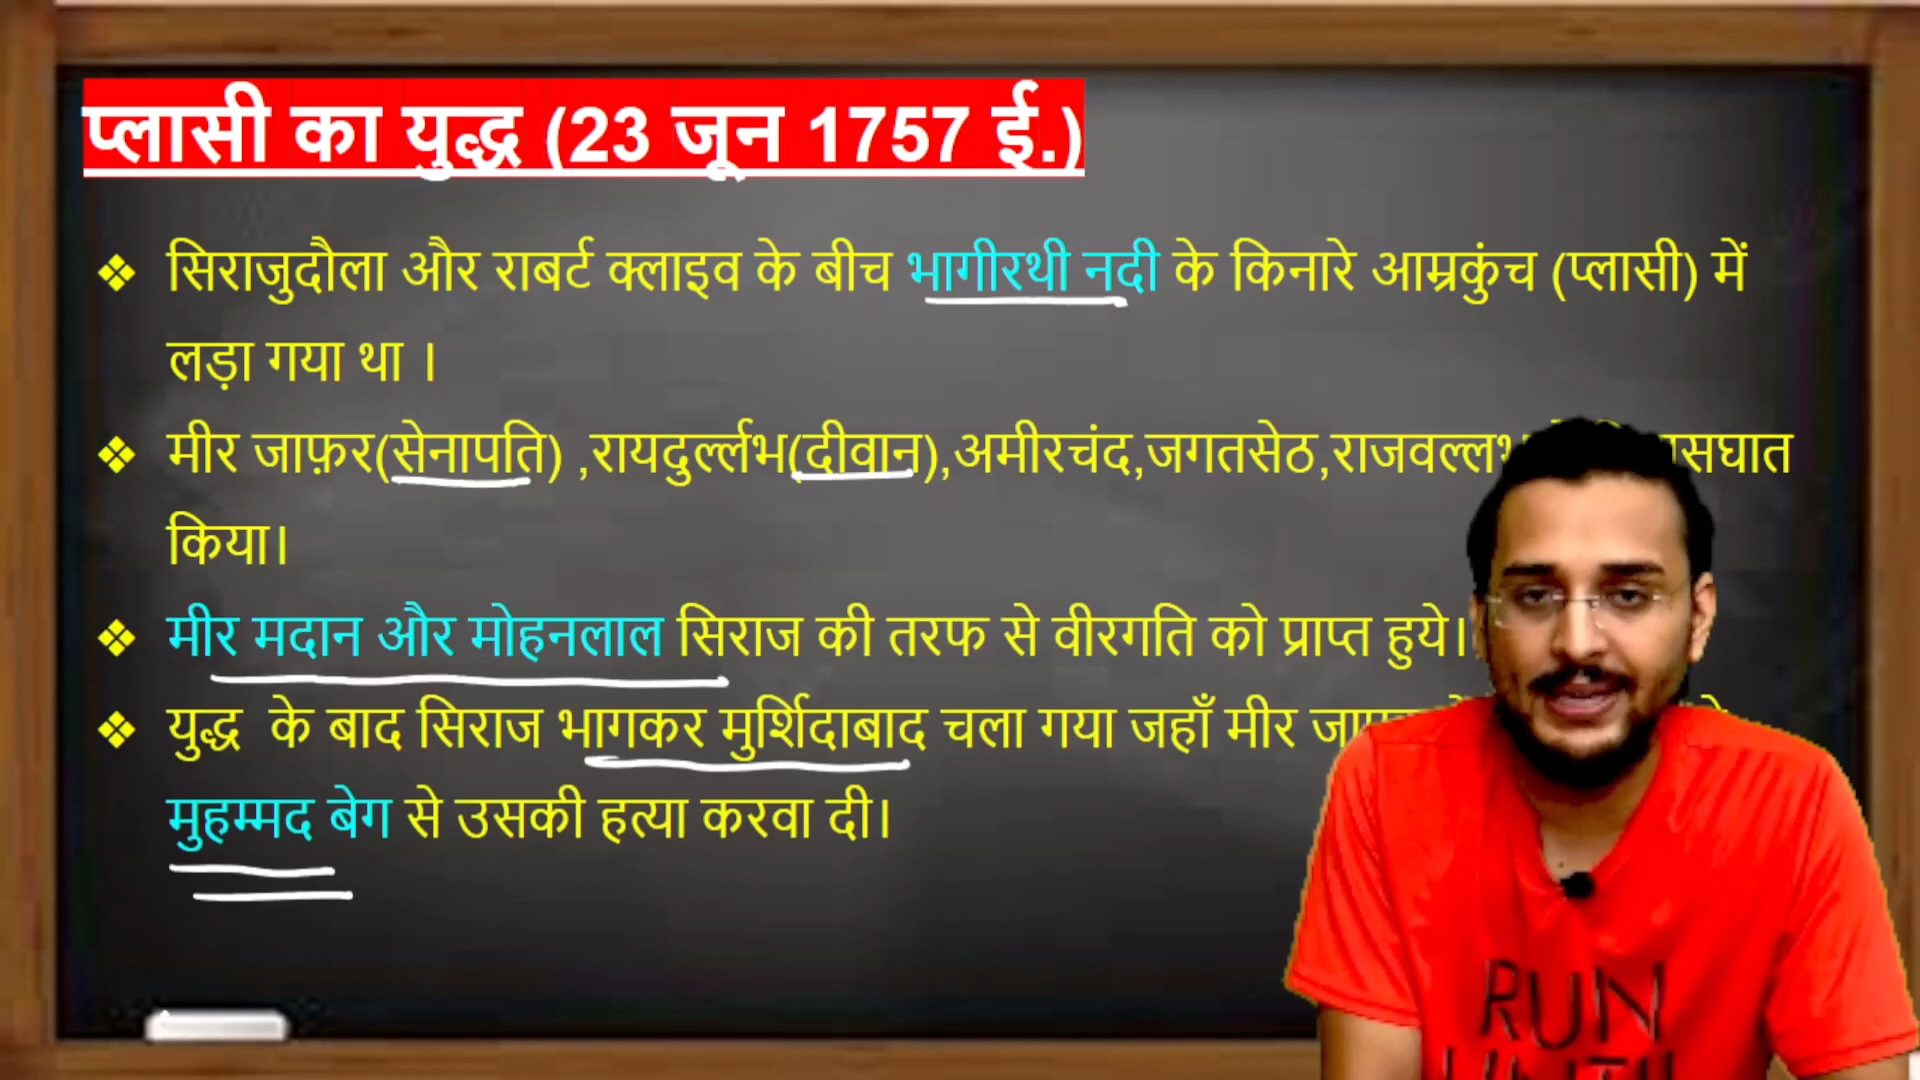 प्लासी का युद्ध (23 जून 1757 ई.)
❖ सिराजुदौला और राबर्ट क्लाइव के बीच भागीरथी नदी के किनारे आम्रकुंच (प्लासी) में
लड़ा गया था ।
❖ मीर जाफ़र(सेनापति) ,रायदुर्ल्लभ(दीवान),अमीरचंद,जगतसेठ,राजवल्लभ
किया।
❖ मीर मदान और मोहनलाल सिराज की तरफ से वीरगति को प्राप्त हुये।
❖ युद्ध के बाद सिराज भागकर मुर्शिदाबाद चला गया जहाँ मीर
मुहम्मद बेग से उसकी हत्या करवा दी।
RUN